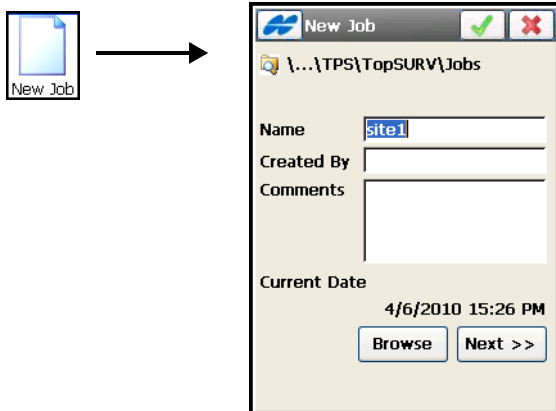 New Job
New Job
\...\TPS\TopSURV\Jobs
Name site1
Created By
Comments
Current Date
4/6/2010 15:26 PM
Browse Next >>